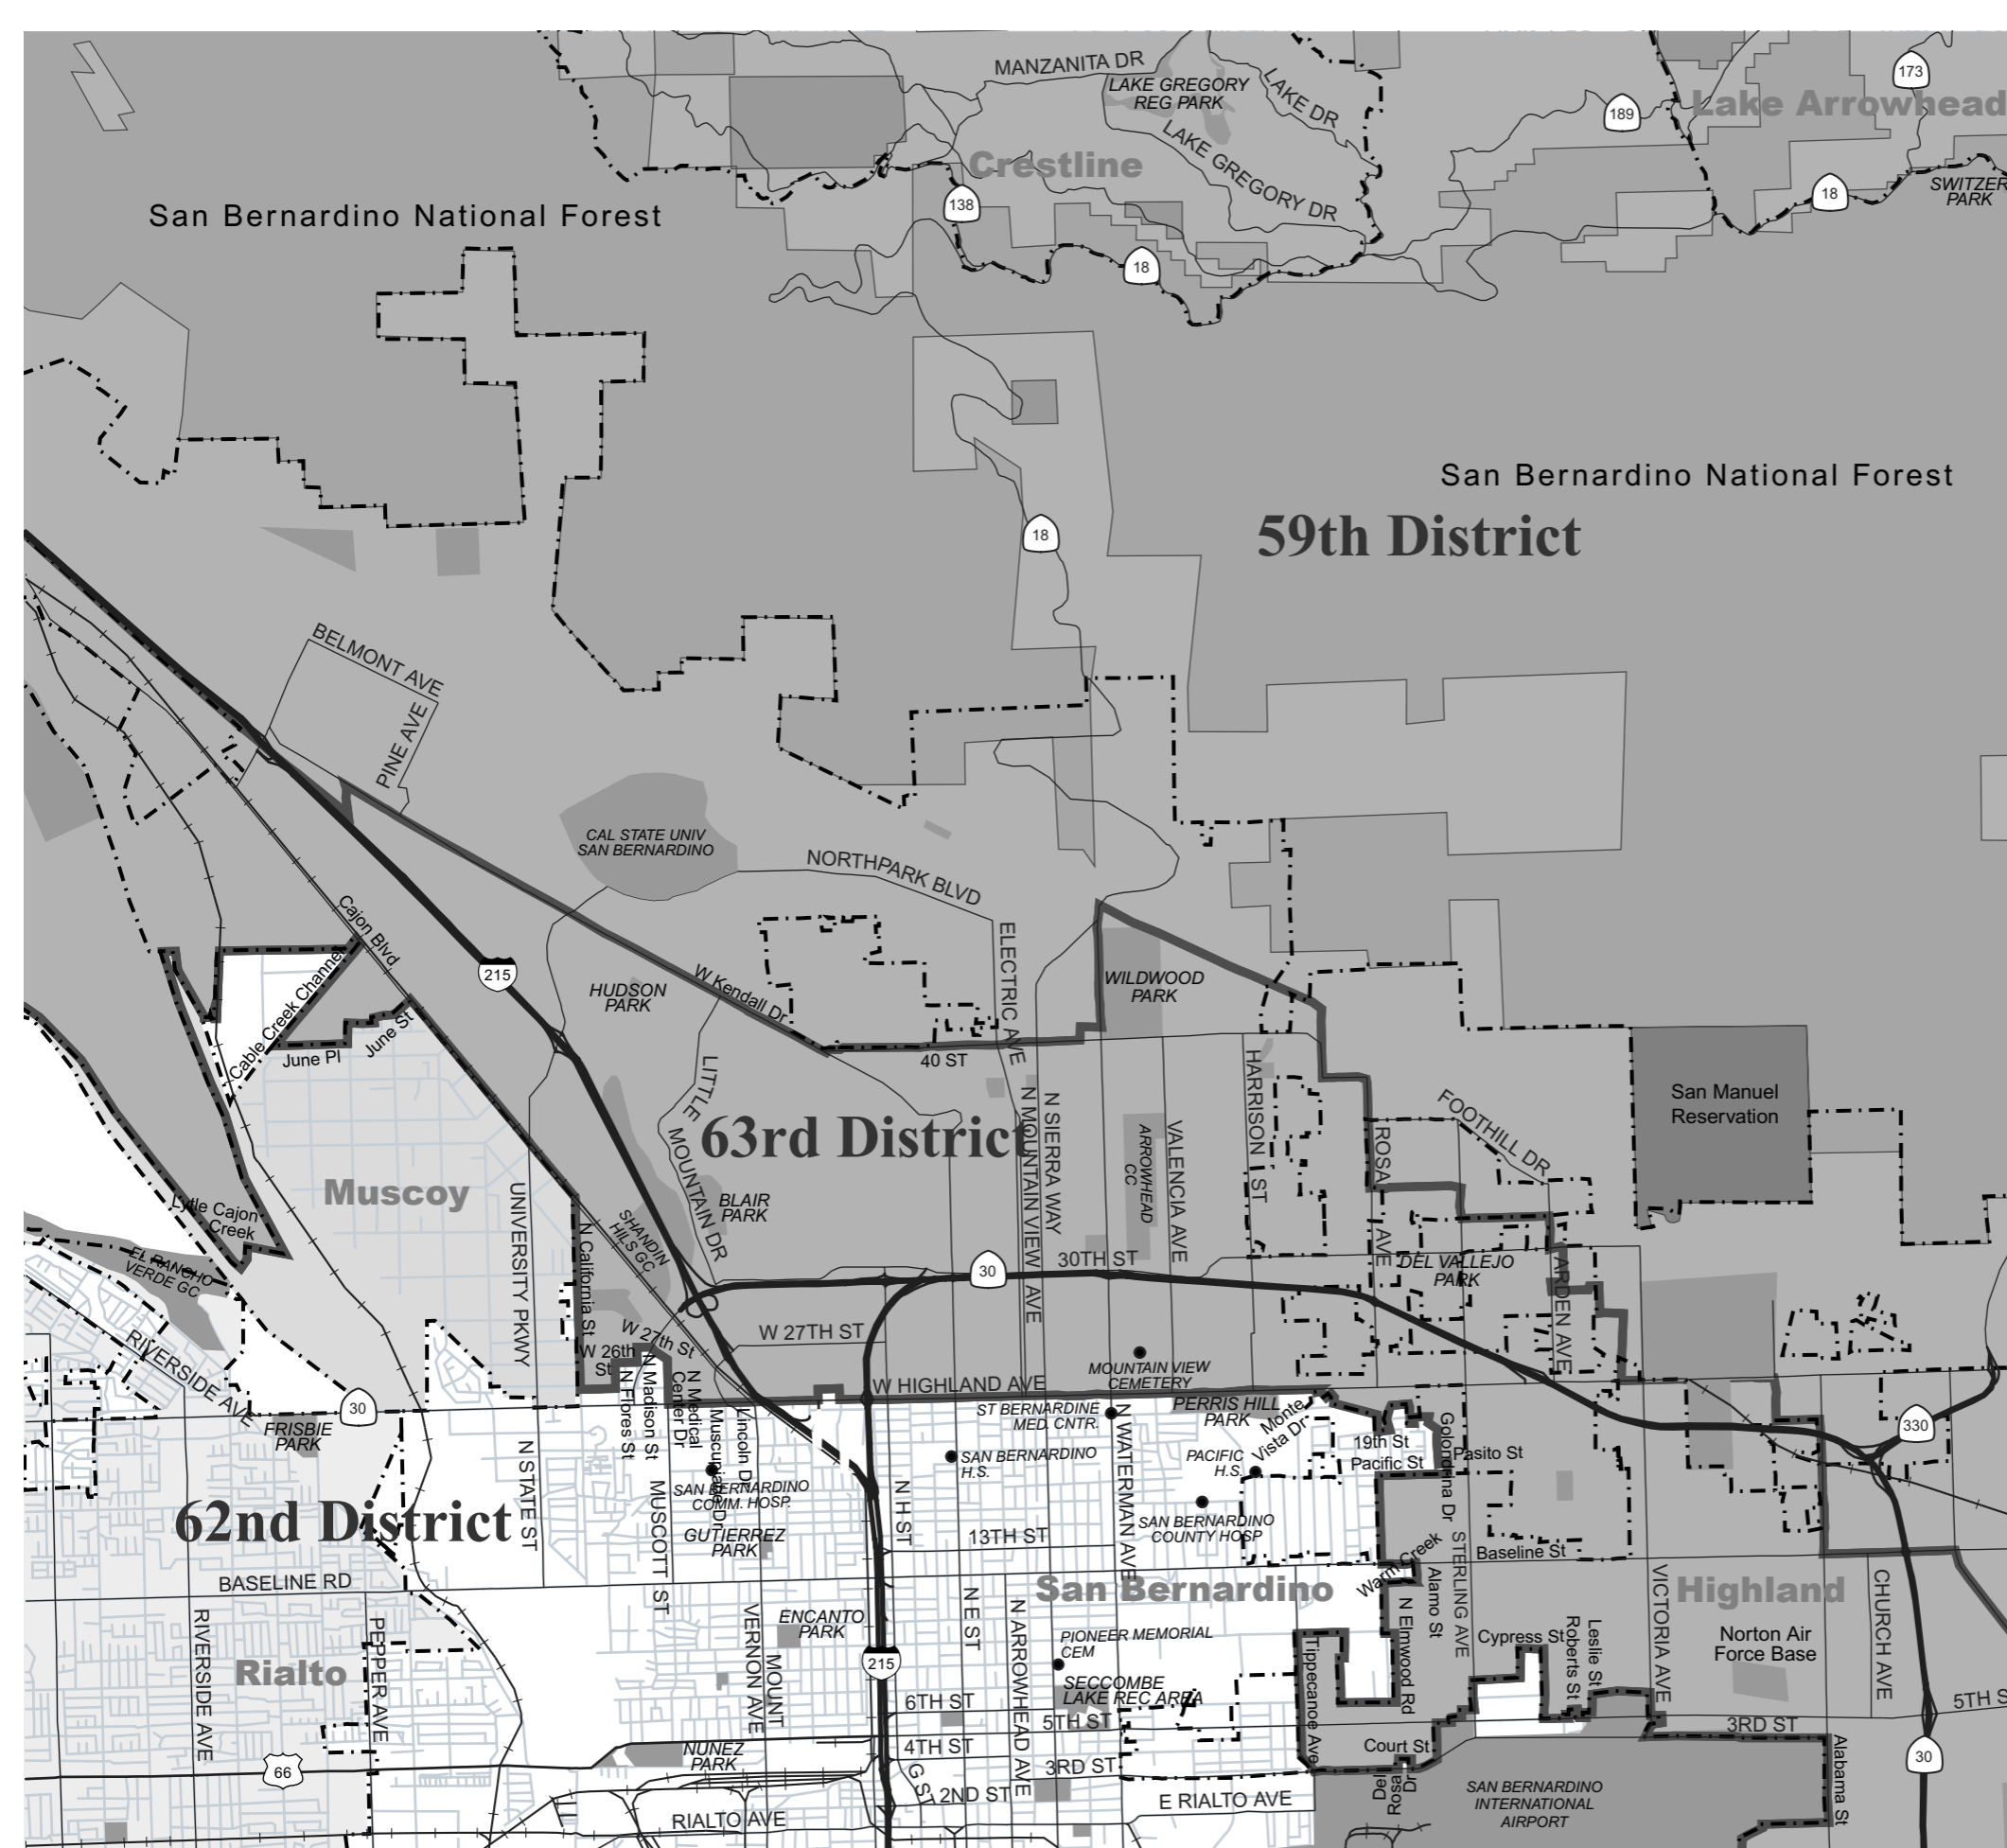 MANZANITA DR
LAKE GREGORY
REG PARK
LAKE DR
173
189
Lake Arrowhead
LAKE GREGORY DR
Crestline
138
18
SWITZER
PARK
San Bernardino National Forest
18
San Bernardino National Forest
18
59th District
BELMONT AVE
PINE AVE
CAL STATE UNIV
SAN BERNARDINO
NORTHPARK BLVD
Cajon Blvd
215
ELECTRIC AVE
W Kendall Dr
HUDSON
PARK
WILDWOOD
PARK
Cable Creek Channel
June Pl
June St
40 ST
LITTLE
MOUNTAIN DR
63rd District
N MOUNTAIN VIEW AVE
N SIERRA WAY
ARROWHEAD
CC
VALENCIA AVE
HARRISON ST
ROSA
AVE
FOOTHILL DR
San Manuel
Reservation
Muscoy
UNIVERSITY PKWY
BLAIR
PARK
SHANDIN
HILS GC
Lytle Cajon
Creek
EL RANCHO
VERDE GC
N California St
30
30TH ST
DEL VALLEJO
PARK
ARDEN AVE
RIVERSIDE AVE
W 26th
St
W 27th St
W 27TH ST
MOUNTAIN VIEW
CEMETERY
W HIGHLAND AVE
30
FRISBIE
PARK
N Flores St
N Madison St
N Medical
Center Dr
Muscupiabe Dr
Lincoln Dr
ST BERNARDINE
MED. CNTR.
N WATERMAN AVE
PERRIS HILL
PARK
Monte
Vista Dr
19th St
Pacific St
Golondrina Dr
Pasito St
330
N STATE ST
SAN BERNARDINO
H.S.
PACIFIC
H.S.
SAN BERNARDINO
COMM. HOSP.
MUSCOTT ST
62nd District
GUTIERREZ
PARK
N H ST
13TH ST
SAN BERNARDINO
COUNTY HOSP
Warm Creek
STERLING AVE
Baseline St
BASELINE RD
San Bernardino
Alamo St
VICTORIA AVE
Highland
CHURCH AVE
RIVERSIDE AVE
PEPPER AVE
VERNON AVE
MOUNT
ENCANTO
PARK
N E ST
N ARROWHEAD AVE
PIONEER MEMORIAL
CEM
N Elmwood Rd
Cypress St
Roberts St
Leslie St
Norton Air
Force Base
Rialto
215
Tippecanoe Ave
SECCOMBE
LAKE REC AREA
6TH ST
5TH ST
5TH S
3RD ST
NUNEZ
PARK
4TH ST
3RD ST
Court St
Alabama St
30
66
G ST
2ND ST
E RIALTO AVE
Del
Rosa
Dr
SAN BERNARDINO
INTERNATIONAL
AIRPORT
RIALTO AVE